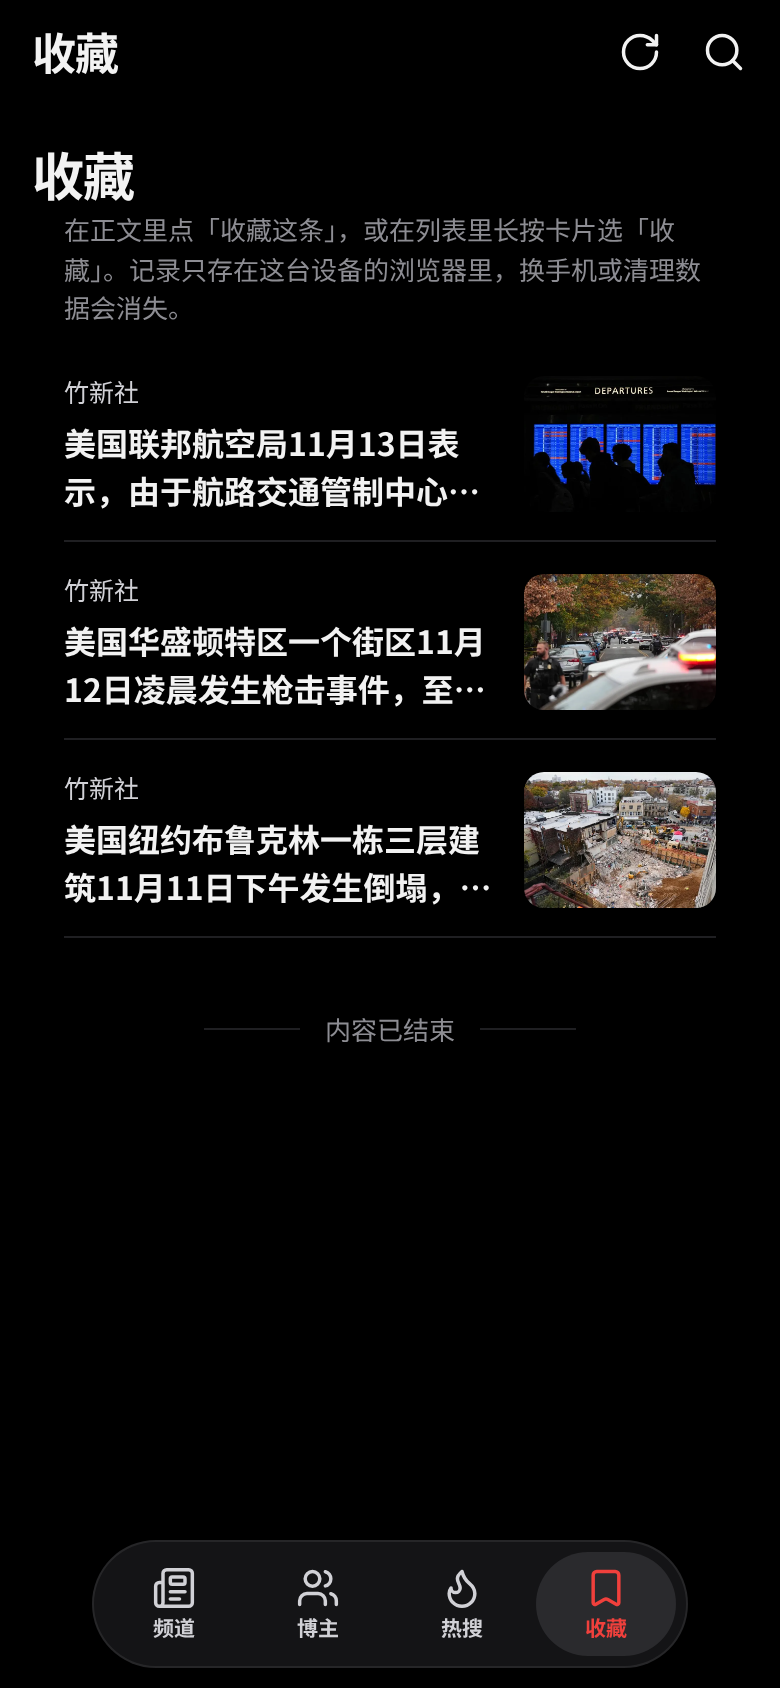 收藏
收藏
在正文里点「收藏这条」，或在列表里长按卡片选「收
藏」。记录只存在这台设备的浏览器里，换手机或清理数
据会消失。
竹新社
美国联邦航空局11月13日表
示，由于航路交通管制中心…
DEPARTURES
竹新社
美国华盛顿特区一个街区11月
12日凌晨发生枪击事件，至…
竹新社
美国纽约布鲁克林一栋三层建
筑11月11日下午发生倒塌，…
内容已结束
频道
博主
热搜
收藏